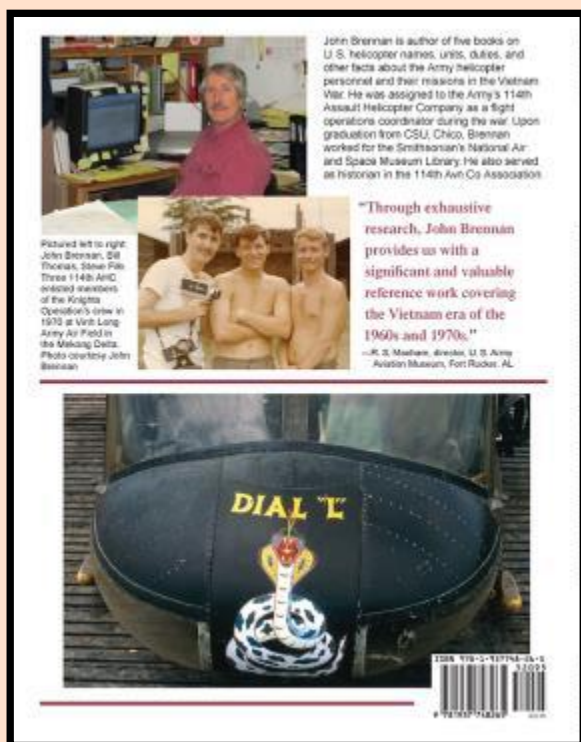 John Brennan is author of five books on
U. S. helicopter names, units, duties, and
other facts about the Army helicopter
personnel and their missions in the Vietnam
War. He was assigned to the Army's 114th
Assault Helicopter Company as a flight
operations coordinator during the war. Upon
graduation from CSU, Chico, Brennan
worked for the Smithsonian's National Air
and Space Museum Library. He also served
as historian in the 114th Avn Co Association
Pictured left to right:
John Brennan, Bill
Thomas, Steve
Three 114th AHC
enlisted members
of the Knights
Operation's crew in
1970 at Vinh Long
Army Air Field in
the Mekong Delta.
Photo courtesy John
Brennan
"Through exhaustive
research, John Brennan
provides us with a
significant and valuable
reference work covering
the Vietnam era of the
1960s and 1970s."
—R. S. Maxham, director, U. S. Army
Aviation Museum, Fort Rucker, AL
DIAL "L"
ISBN